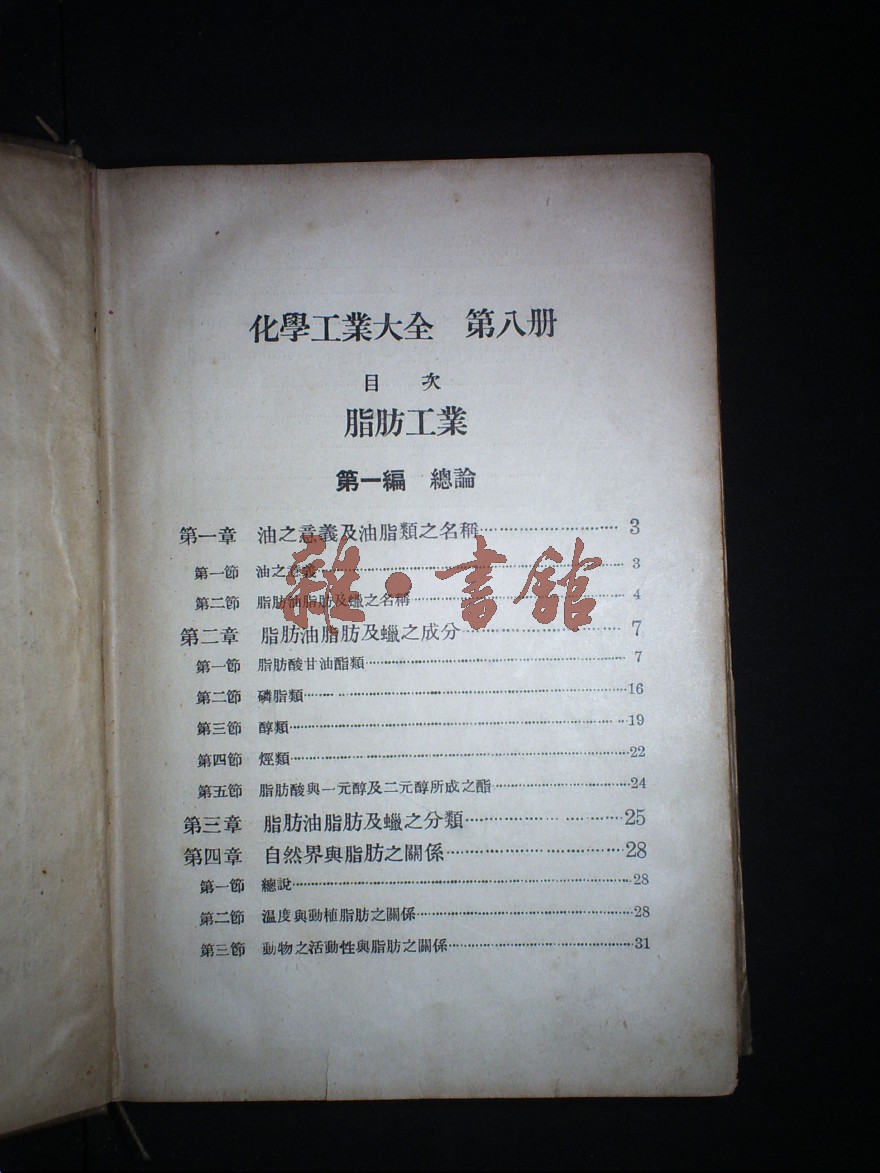 化學工業大全 第八册
目 次
脂肪工業
第一編 總論
第一章 油之意義及油脂類之名稱 3
第一節 油之意義 3
第二節 脂肪油脂肪及蠟之名稱 4
雜·書館
第二章 脂肪油脂肪及蠟之成分 7
第一節 脂肪酸甘油酯類 7
第二節 磷脂類 16
第三節 醇類 19
第四節 烴類 22
第五節 脂肪酸與一元醇及二元醇所成之酯 24
第三章 脂肪油脂肪及蠟之分類 25
第四章 自然界與脂肪之關係 28
第一節 總說 28
第二節 溫度與動植脂肪之關係 28
第三節 動物之活動性與脂肪之關係 31